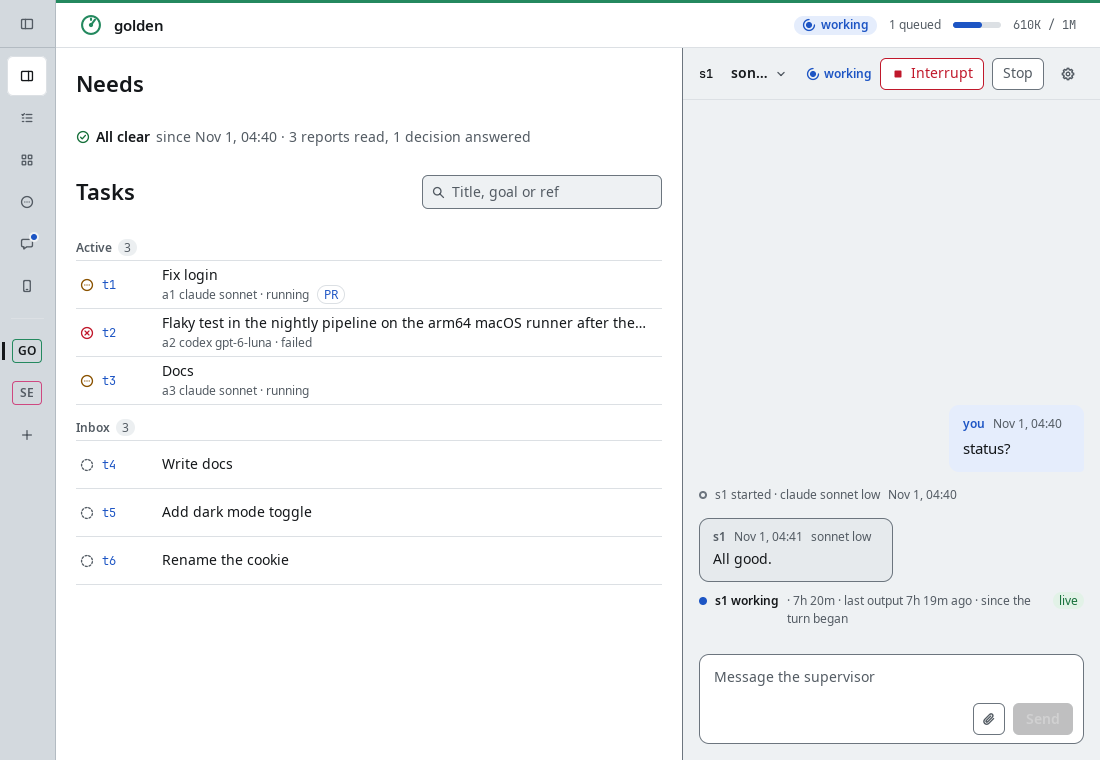 golden
working
1 queued
610K / 1M
GO
SE
Needs
All clear since Nov 1, 04:40 · 3 reports read, 1 decision answered
Tasks
Title, goal or ref
Active 3
t1
Fix login
a1 claude sonnet · running PR
t2
Flaky test in the nightly pipeline on the arm64 macOS runner after the…
a2 codex gpt-6-luna · failed
t3
Docs
a3 claude sonnet · running
Inbox 3
t4 Write docs
t5 Add dark mode toggle
t6 Rename the cookie
s1 son... working Interrupt Stop
you Nov 1, 04:40
status?
s1 started · claude sonnet low Nov 1, 04:40
s1 Nov 1, 04:41 sonnet low
All good.
s1 working · 7h 20m · last output 7h 19m ago · since the live
turn began
Message the supervisor
Send